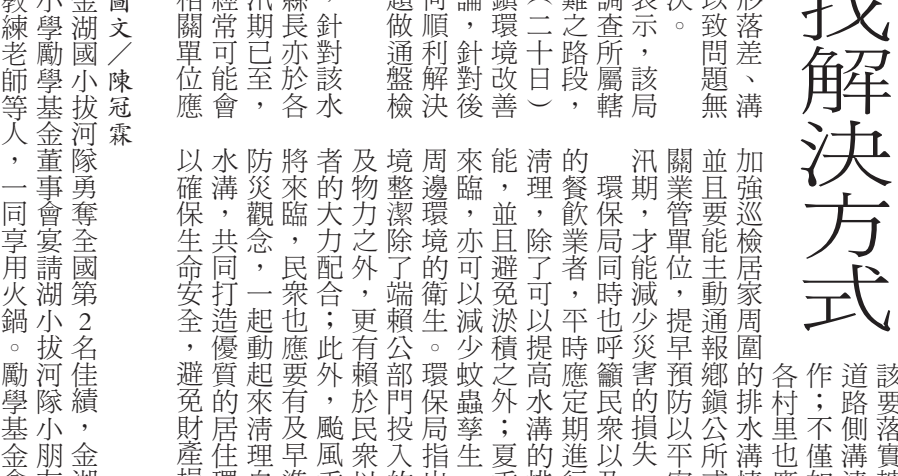 找解決方式
該要落實轄
道路側溝清
作；不僅如
各村里也應
加強巡檢居家周圍的排水溝
並且要能主動通報鄉鎮公所或
關業管單位，提早預防以平安
汛期，才能減少災害的損失。
環保局同時也呼籲民眾以及
的餐飲業者，平時應定期進行
清理，除了可以提高水溝的排
能，並且避免淤積之外；夏季
來臨，亦可以減少蚊蟲孳生
周邊環境的衛生。環保局指出
境整潔除了端賴公部門投入的
及物力之外，更有賴於民眾以
者的大力配合；此外，颱風季
將來臨，民眾也應要有及早準
防災觀念，一起動起來清理自
水溝，共同打造優質的居住環
以確保生命安全，避免財產損
形落差、溝
以致問題無
決。
表示，該局
調查所屬轄
難之路段，
（二十日）
鎮環境改善
論，針對後
何順利解決
題做通盤檢
，針對該水
縣長亦於各
汛期已至，
經常可能會
相關單位應
圖文／陳冠霖
金湖國小拔河隊勇奪全國第2名佳績，金湖
小學勵學基金董事會宴請湖小拔河隊小朋友
教練老師等人，一同享用火鍋。勵學基金會